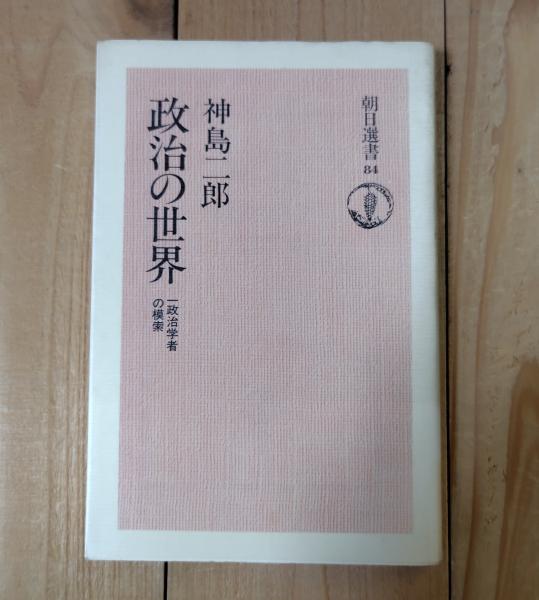 朝日選書
84
神島二郎
政治の世界
一政治学者
の模索